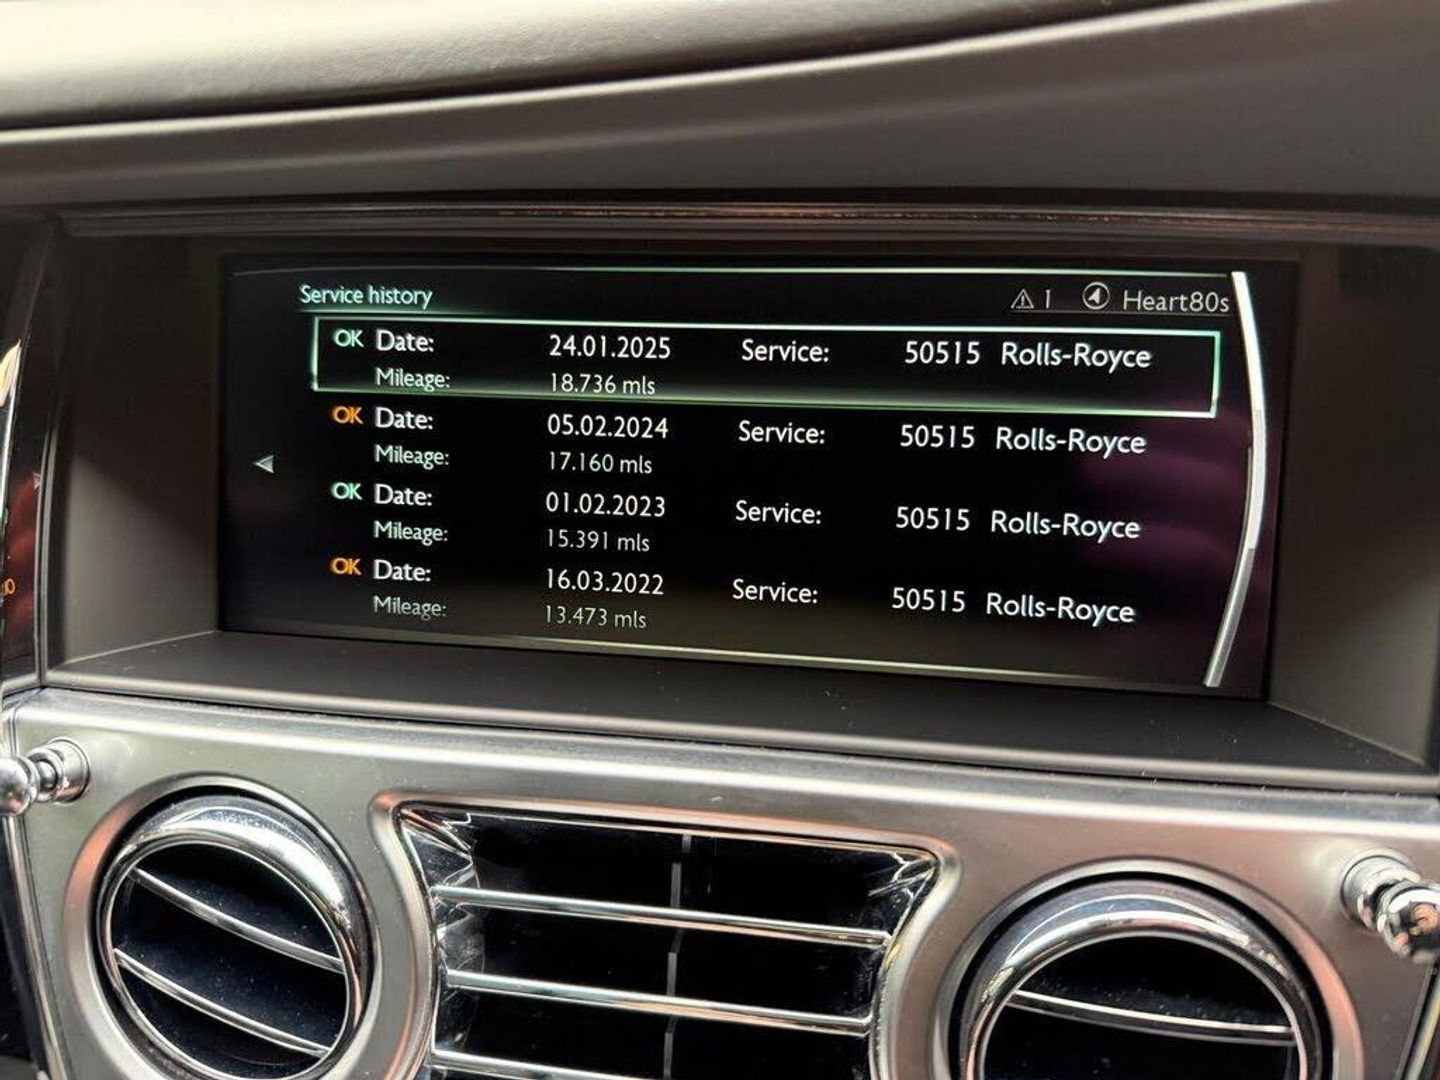 Service history
⚠ 1 Heart80s
OK Date: 24.01.2025 Service: 50515 Rolls-Royce
Mileage: 18.736 mls
OK Date: 05.02.2024 Service: 50515 Rolls-Royce
Mileage: 17.160 mls
OK Date: 01.02.2023 Service: 50515 Rolls-Royce
Mileage: 15.391 mls
OK Date: 16.03.2022 Service: 50515 Rolls-Royce
Mileage: 13.473 mls